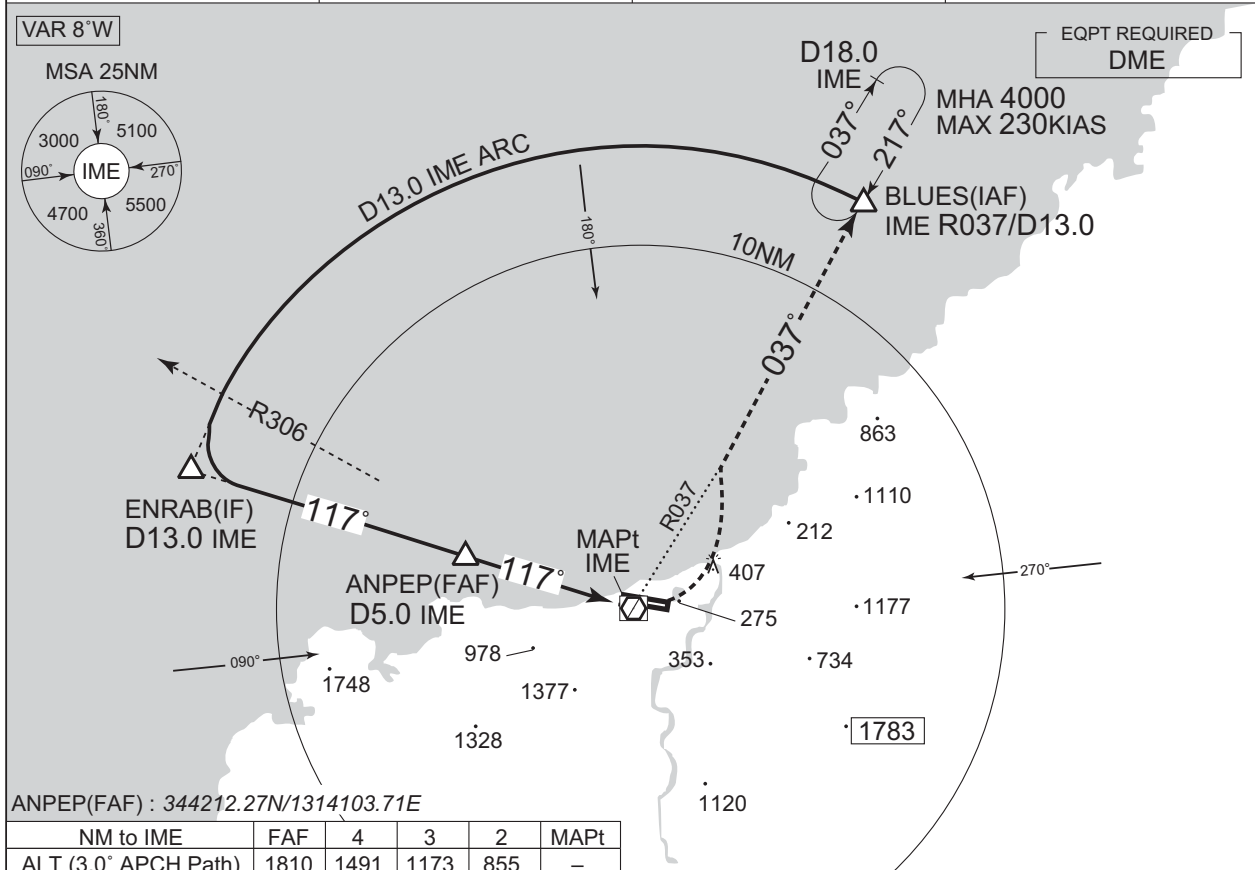 VAR 8˚W
MSA 25NM
180˚
3000
5100
IME
090˚
270˚
4700
5500
360˚
D13.0 IME ARC
180˚
D18.0
IME
037˚
217˚
MHA 4000
MAX 230KIAS
EQPT REQUIRED
DME
BLUES(IAF)
IME R037/D13.0
10NM
037˚
R306
ENRAB(IF)
D13.0 IME
117˚
ANPEP(FAF)
D5.0 IME
117˚
MAPt
IME
R037
863
1110
212
407
275
270˚
1177
734
353
978
1377
090˚
1748
1328
1783
1120
ANPEP(FAF) : 344212.27N/1314103.71E
NM to IME FAF 4 3 2 MAPt
ALT (3.0˚ APCH Path) 1810 1491 1173 855 –